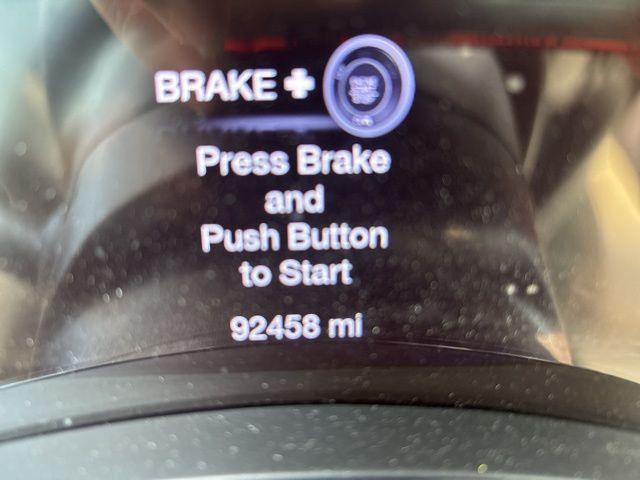 BRAKE +
Press Brake
and
Push Button
to Start
92458 mi